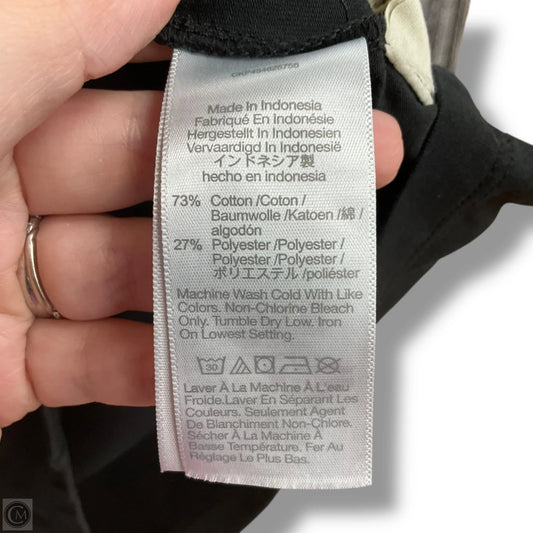 Made In Indonesia
Fabriqué En Indonésie
Hergestellt In Indonesien
Vervaardigd In Indonesië
インドネシア製
hecho en indonesia
73% Cotton /Coton /
Baumwolle /Katoen /綿 /
algodón
27% Polyester /Polyester /
Polyester /Polyester /
ポリエステル /poliéster
Machine Wash Cold With Like
Colors. Non-Chlorine Bleach
Only. Tumble Dry Low. Iron
On Lowest Setting.
30
Laver À La Machine À L'eau
Froide.Laver En Séparant Les
Couleurs. Seulement Agent
De Blanchiment Non-Chlore.
Sécher À La Machine À
Basse Température. Fer Au
Réglage Le Plus Bas.
CM